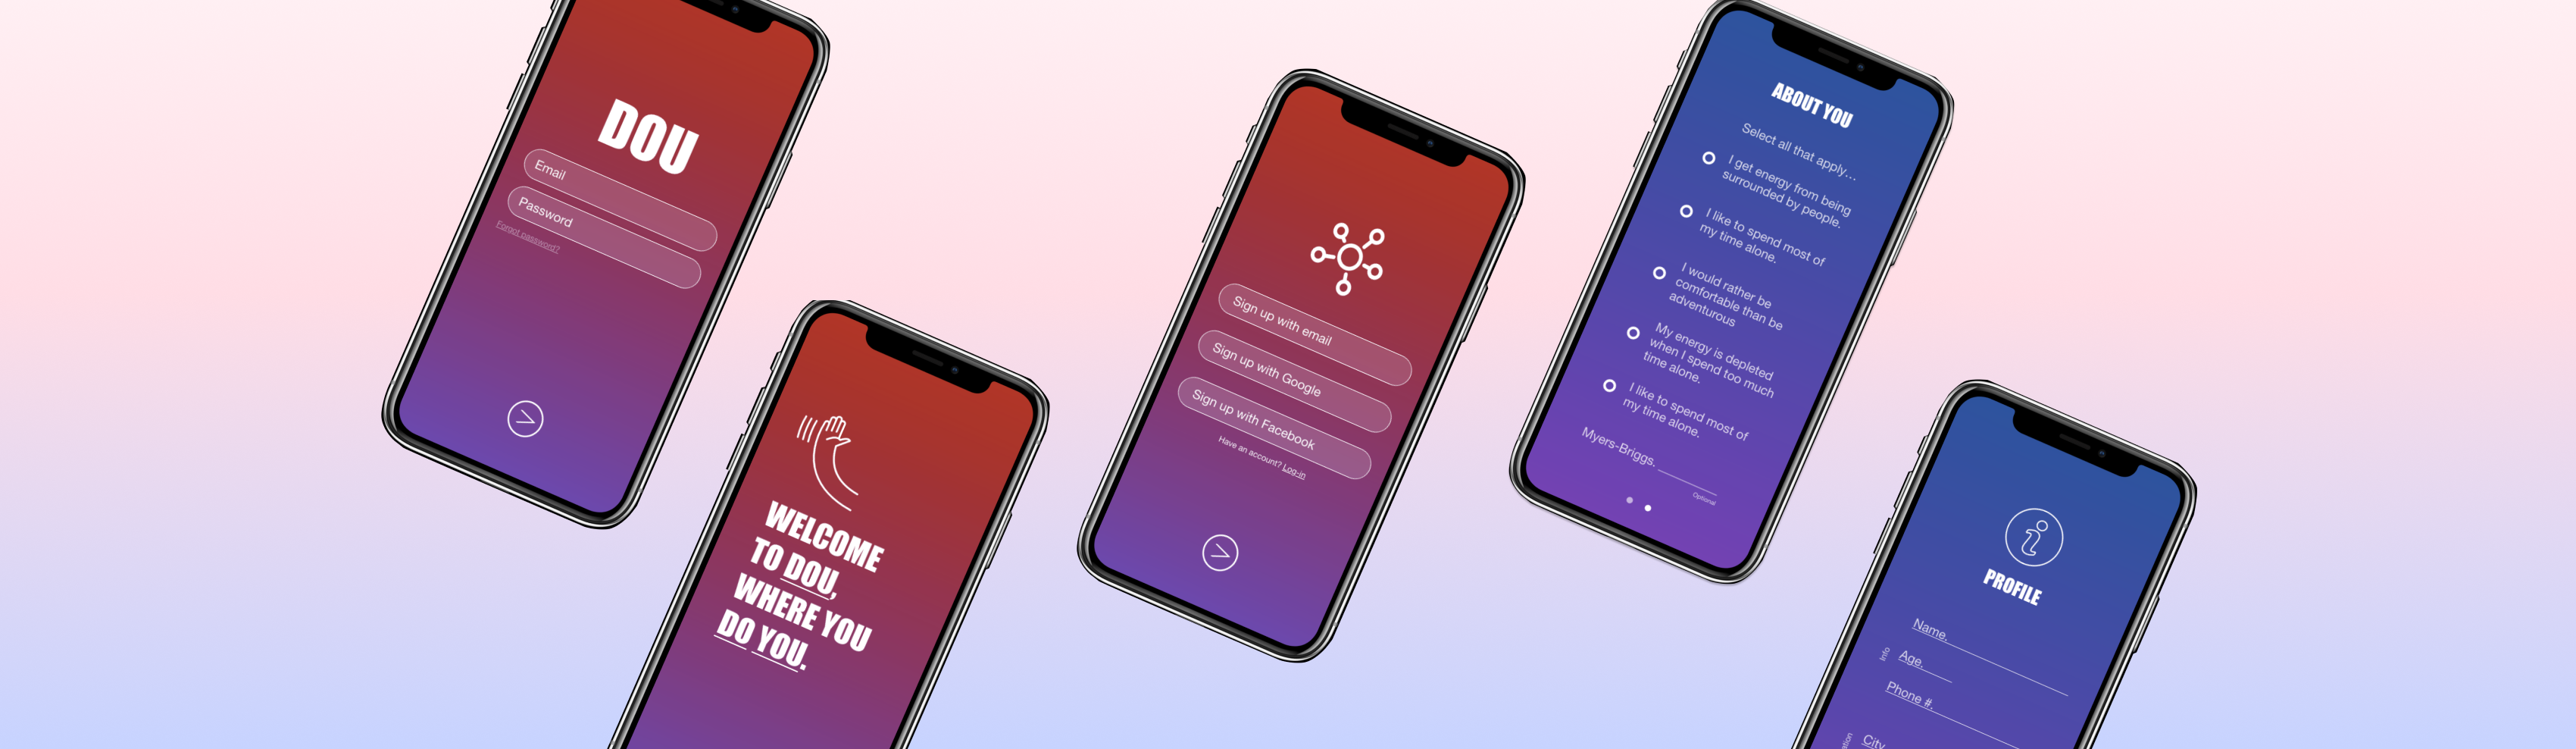 DOU
Email
Password
Forgot password?
WELCOME
TO DOU,
WHERE YOU
DO YOU.
Sign up with email
Sign up with Google
Sign up with Facebook
Have an account? Log-in
ABOUT YOU
Select all that apply...
I get energy from being
surrounded by people.
I like to spend most of
my time alone.
I would rather be
comfortable than be
adventurous
My energy is depleted
when I spend too much
time alone.
I like to spend most of
my time alone.
Myers-Briggs.
Optional
PROFILE
Name.
Info
Age.
Phone #.
City